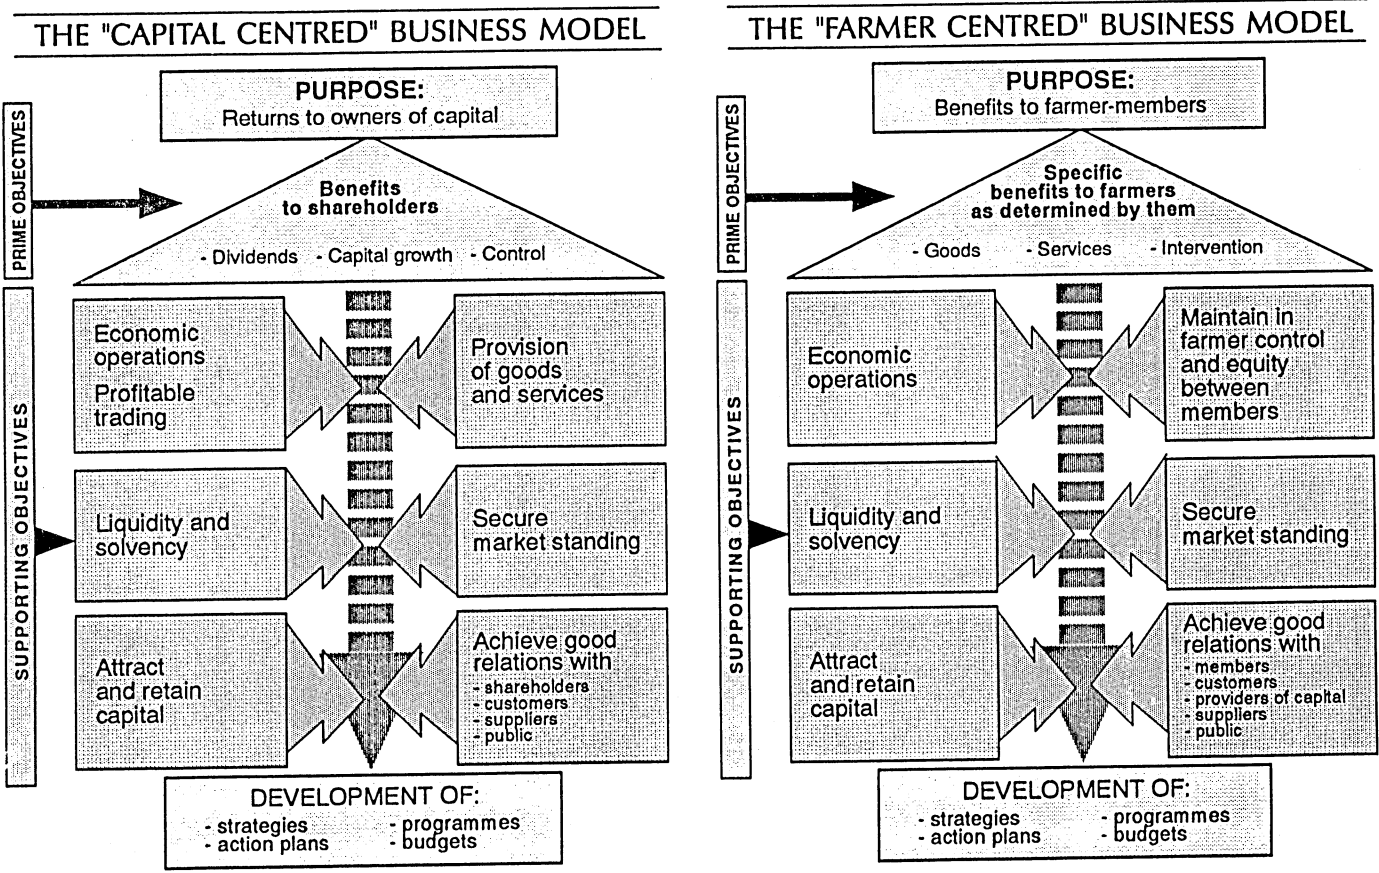 THE "CAPITAL CENTRED" BUSINESS MODEL
PURPOSE:
Returns to owners of capital
PRIME OBJECTIVES
Benefits
to shareholders
- Dividends - Capital growth - Control
SUPPORTING OBJECTIVES
Economic
operations
Profitable
trading
Provision
of goods
and services
Liquidity and
solvency
Secure
market standing
Attract
and retain
capital
Achieve good
relations with
- shareholders
- customers
- suppliers
- public
DEVELOPMENT OF:
- strategies - programmes
- action plans - budgets
THE "FARMER CENTRED" BUSINESS MODEL
PURPOSE:
Benefits to farmer-members
PRIME OBJECTIVES
Specific
benefits to farmers
as determined by them
- Goods - Services - Intervention
SUPPORTING OBJECTIVES
Economic
operations
Maintain in
farmer control
and equity
between
members
Liquidity and
solvency
Secure
market standing
Attract
and retain
capital
Achieve good
relations with
- members
- customers
- providers of capital
- suppliers
- public
DEVELOPMENT OF:
- strategies - programmes
- action plans - budgets